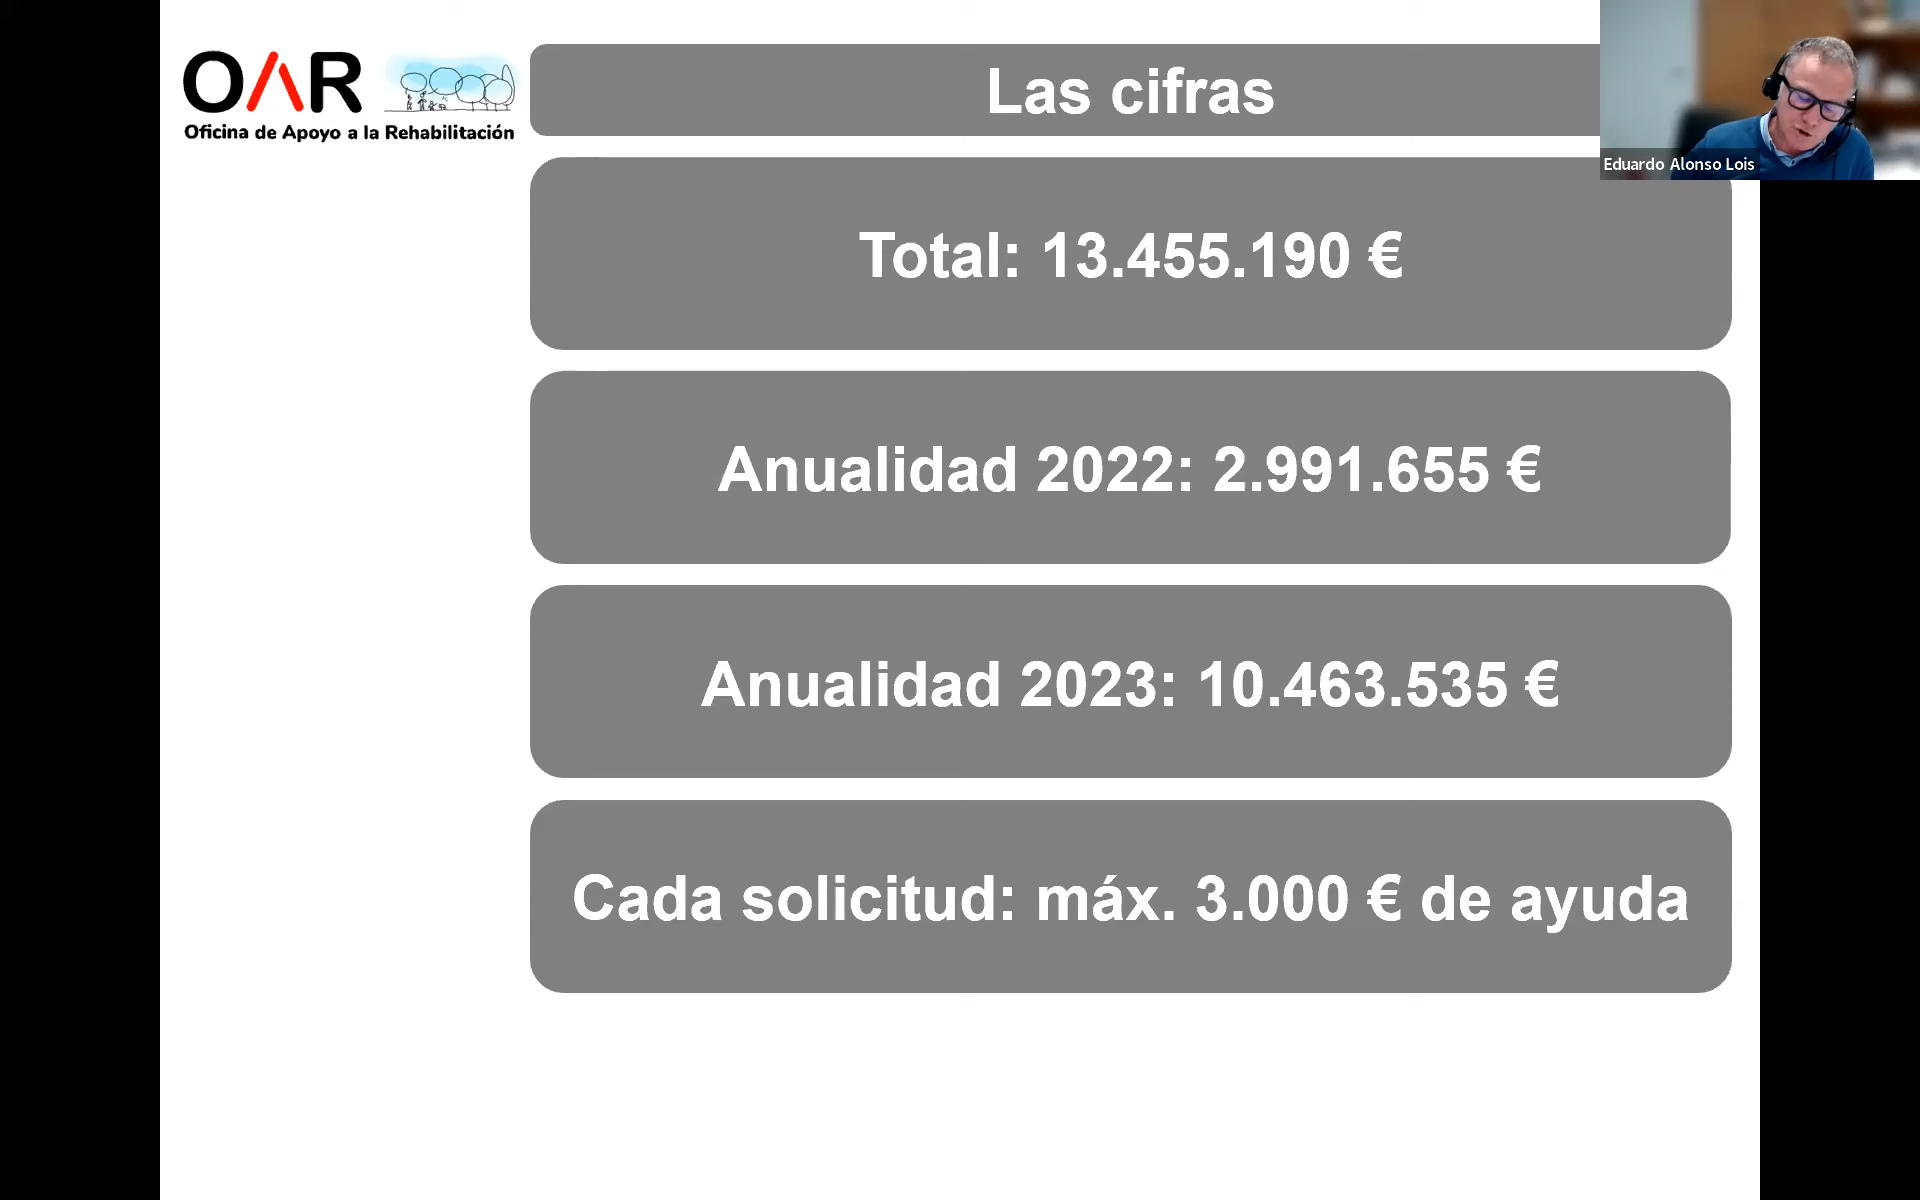 OAR
Oficina de Apoyo a la Rehabilitación
Las cifras
Eduardo Alonso Lois
Total: 13.455.190 €
Anualidad 2022: 2.991.655 €
Anualidad 2023: 10.463.535 €
Cada solicitud: máx. 3.000 € de ayuda